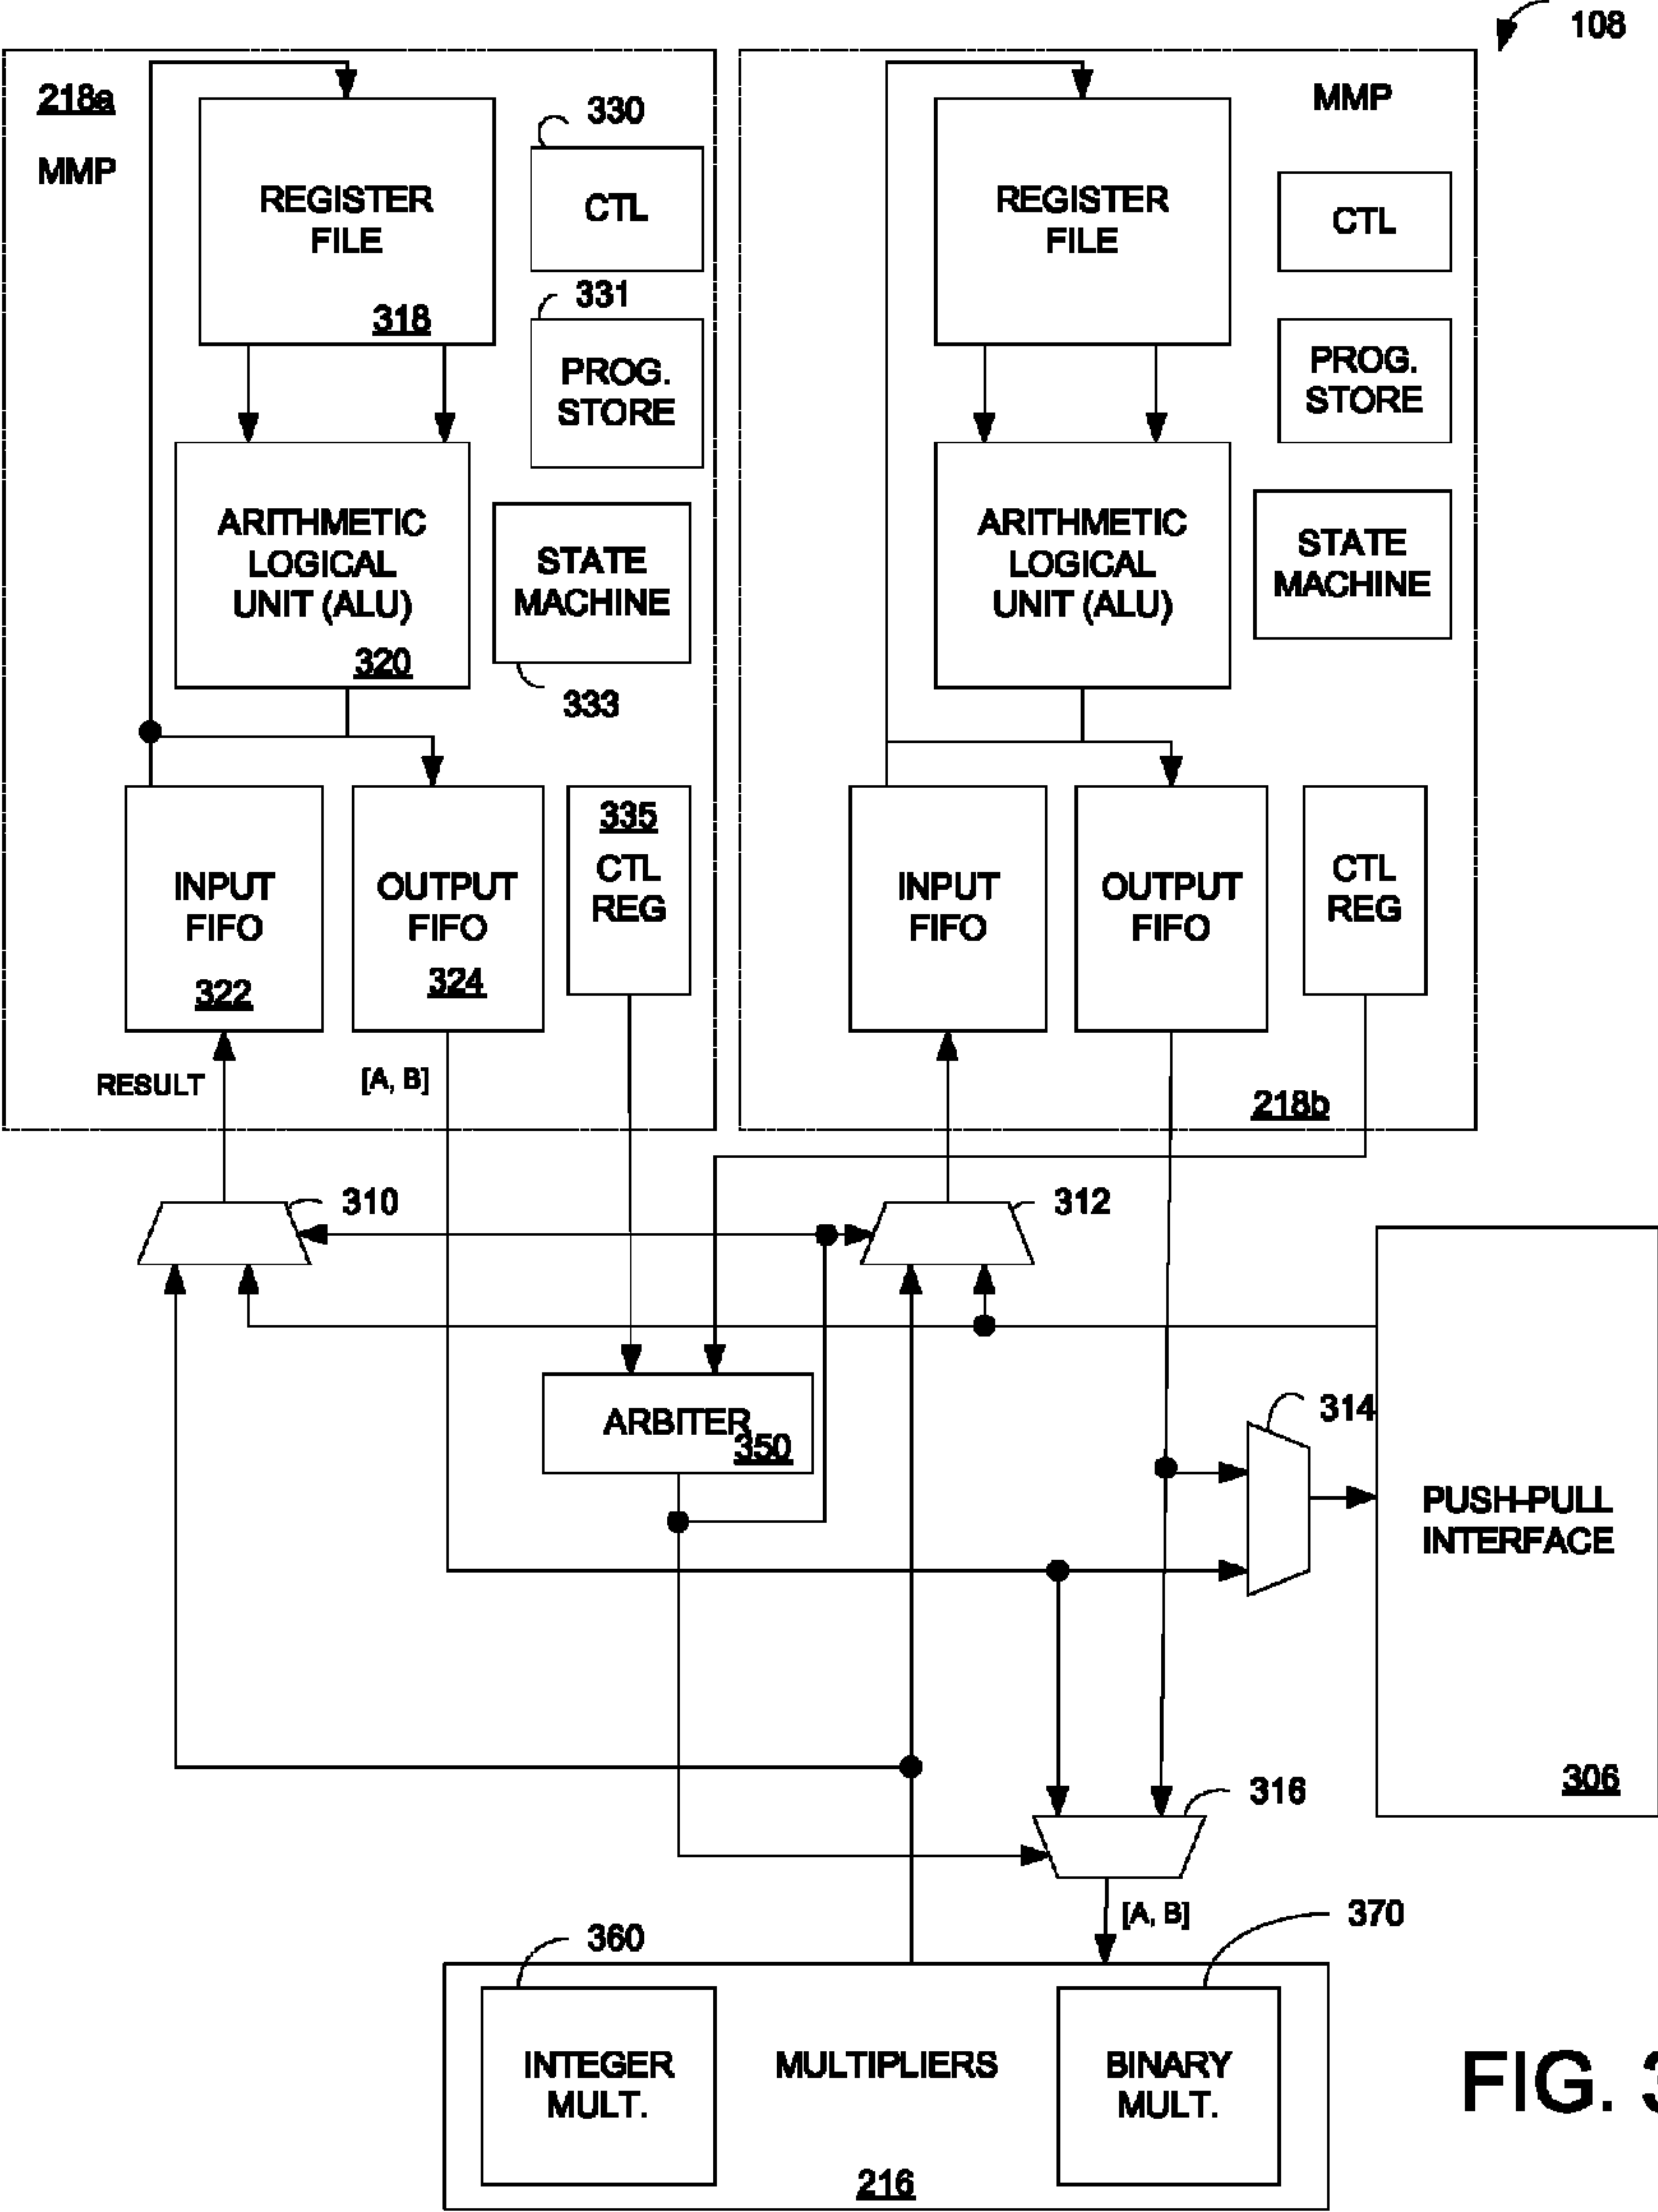 108
218a
MMP
REGISTER
FILE
318
330
CTL
331
PROG.
STORE
ARITHMETIC
LOGICAL
UNIT (ALU)
320
STATE
MACHINE
333
INPUT
FIFO
322
OUTPUT
FIFO
324
335
CTL
REG
RESULT
[A, B]
MMP
REGISTER
FILE
CTL
PROG.
STORE
ARITHMETIC
LOGICAL
UNIT (ALU)
STATE
MACHINE
INPUT
FIFO
OUTPUT
FIFO
CTL
REG
218b
310
312
ARBITER
350
314
PUSH-PULL
INTERFACE
306
316
[A, B]
360
370
INTEGER
MULT.
MULTIPLIERS
BINARY
MULT.
216
FIG. 3